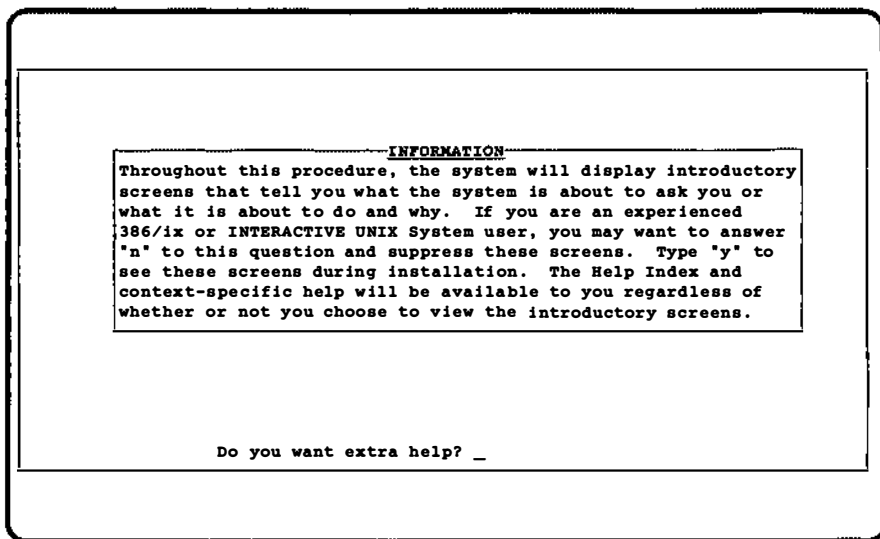 INFORMATION
Throughout this procedure, the system will display introductory
screens that tell you what the system is about to ask you or
what it is about to do and why.  If you are an experienced
386/ix or INTERACTIVE UNIX System user, you may want to answer
"n" to this question and suppress these screens.  Type "y" to
see these screens during installation.  The Help Index and
context-specific help will be available to you regardless of
whether or not you choose to view the introductory screens.
Do you want extra help? _